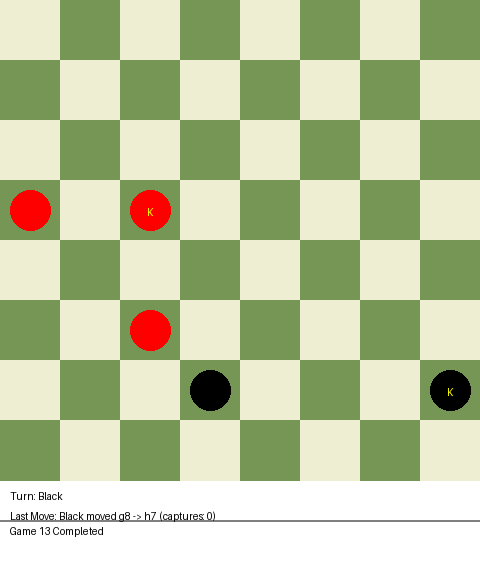 K
K
Turn: Black
Last Move: Black moved g8 -> h7 (captures: 0)
Game 13 Completed